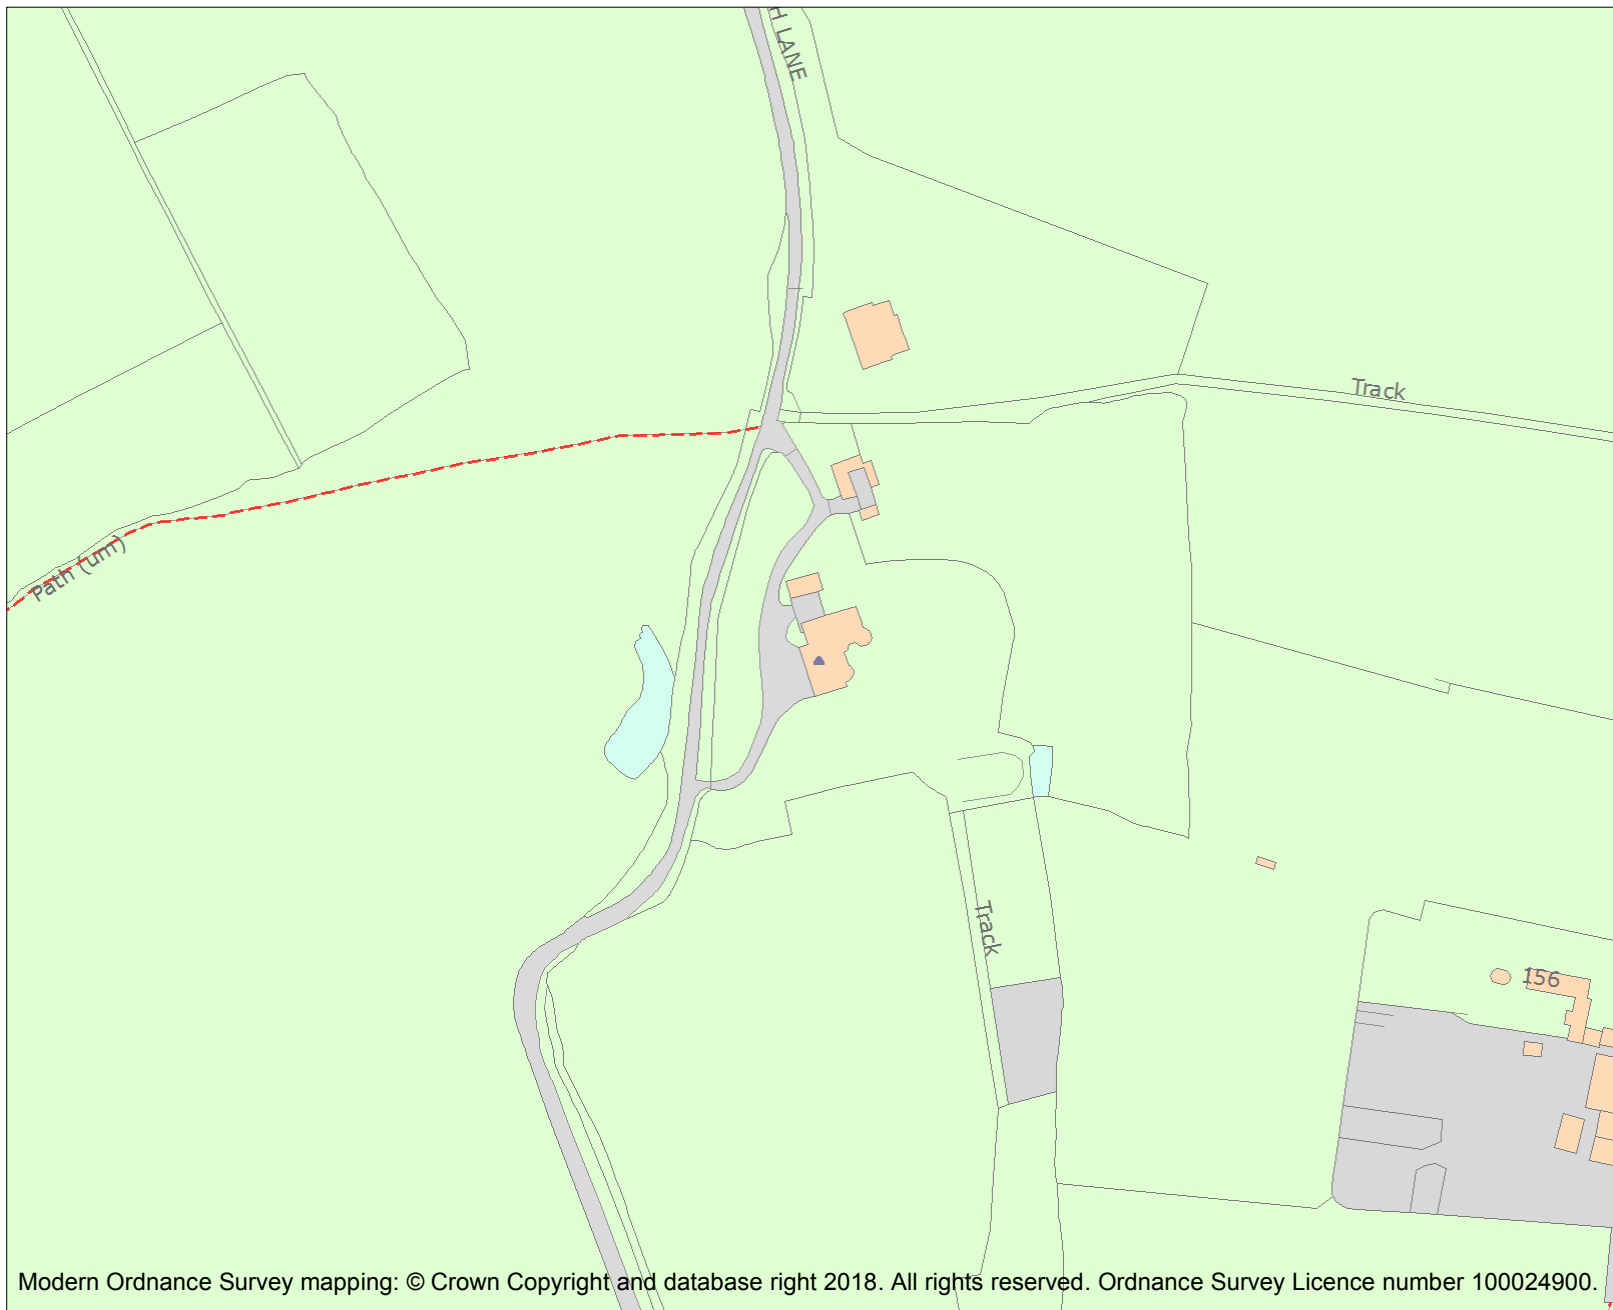 H LANE
Track
Path (um)
Track
156
Modern Ordnance Survey mapping: © Crown Copyright and database right 2018. All rights reserved. Ordnance Survey Licence number 100024900.